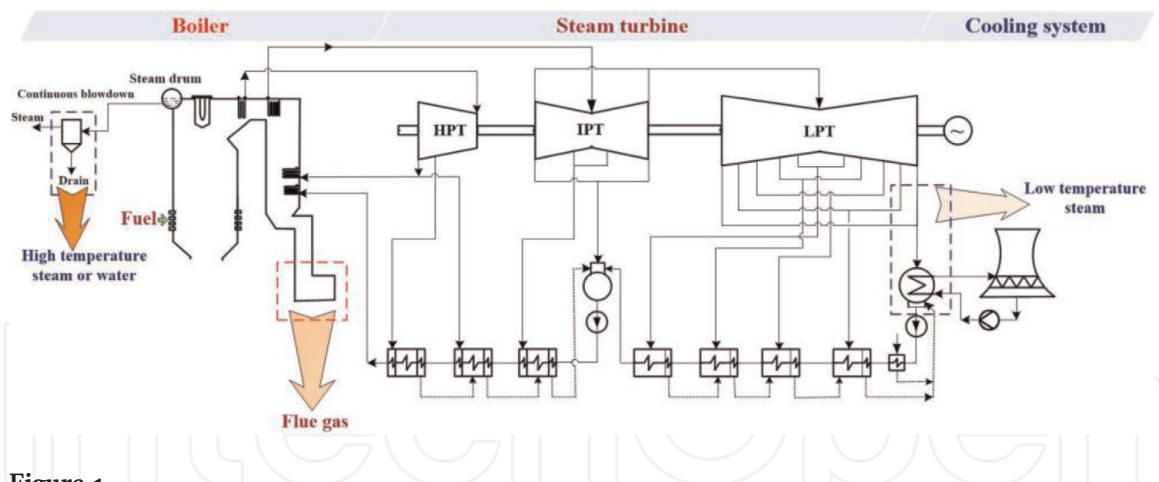 Boiler
Steam turbine
Cooling system
Steam drum
Continuous blowdown
Steam
Drain
Fuel
High temperature
steam or water
Flue gas
HPT
IPT
LPT
Low temperature
steam
IntechOpen
Figure 1